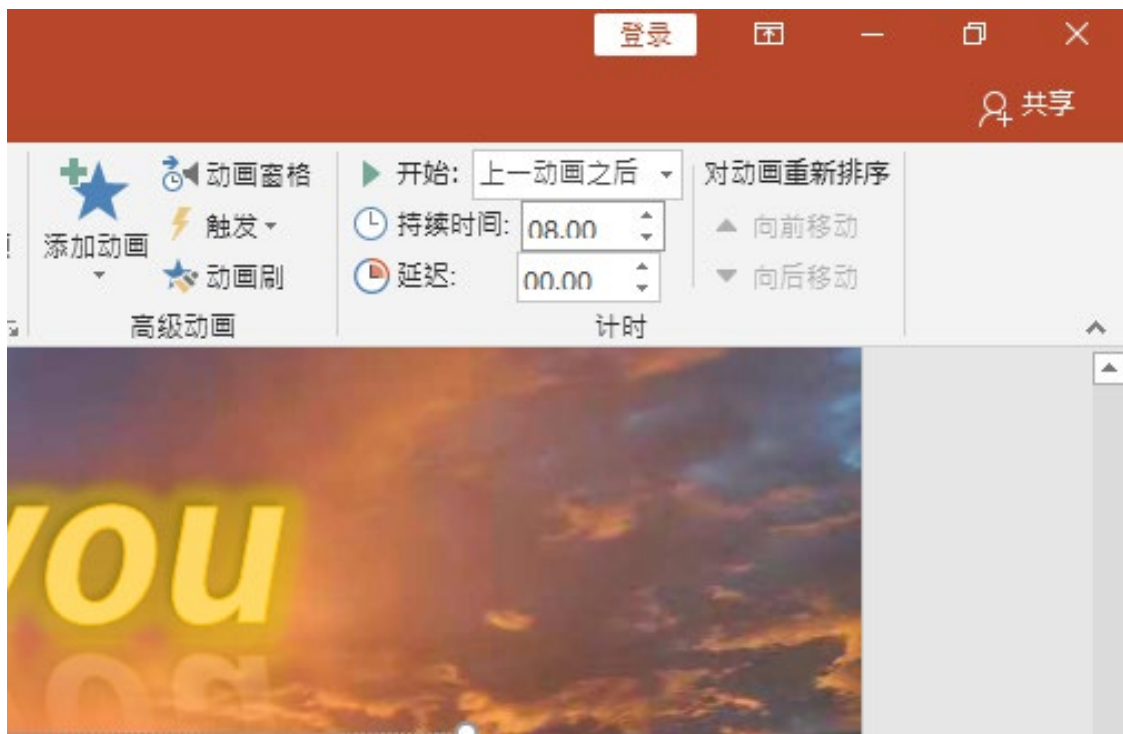 登录
共享
动画窗格 开始: 上一动画之后 对动画重新排序
添加动画 触发 持续时间: 08.00 向前移动
动画刷 延迟: 00.00 向后移动
高级动画 计时
you